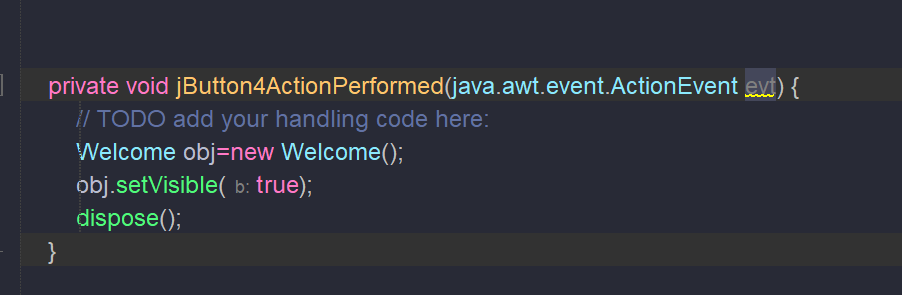 private void jButton4ActionPerformed(java.awt.event.ActionEvent evt) {
// TODO add your handling code here:
Welcome obj=new Welcome();
obj.setVisible( b: true);
dispose();
}